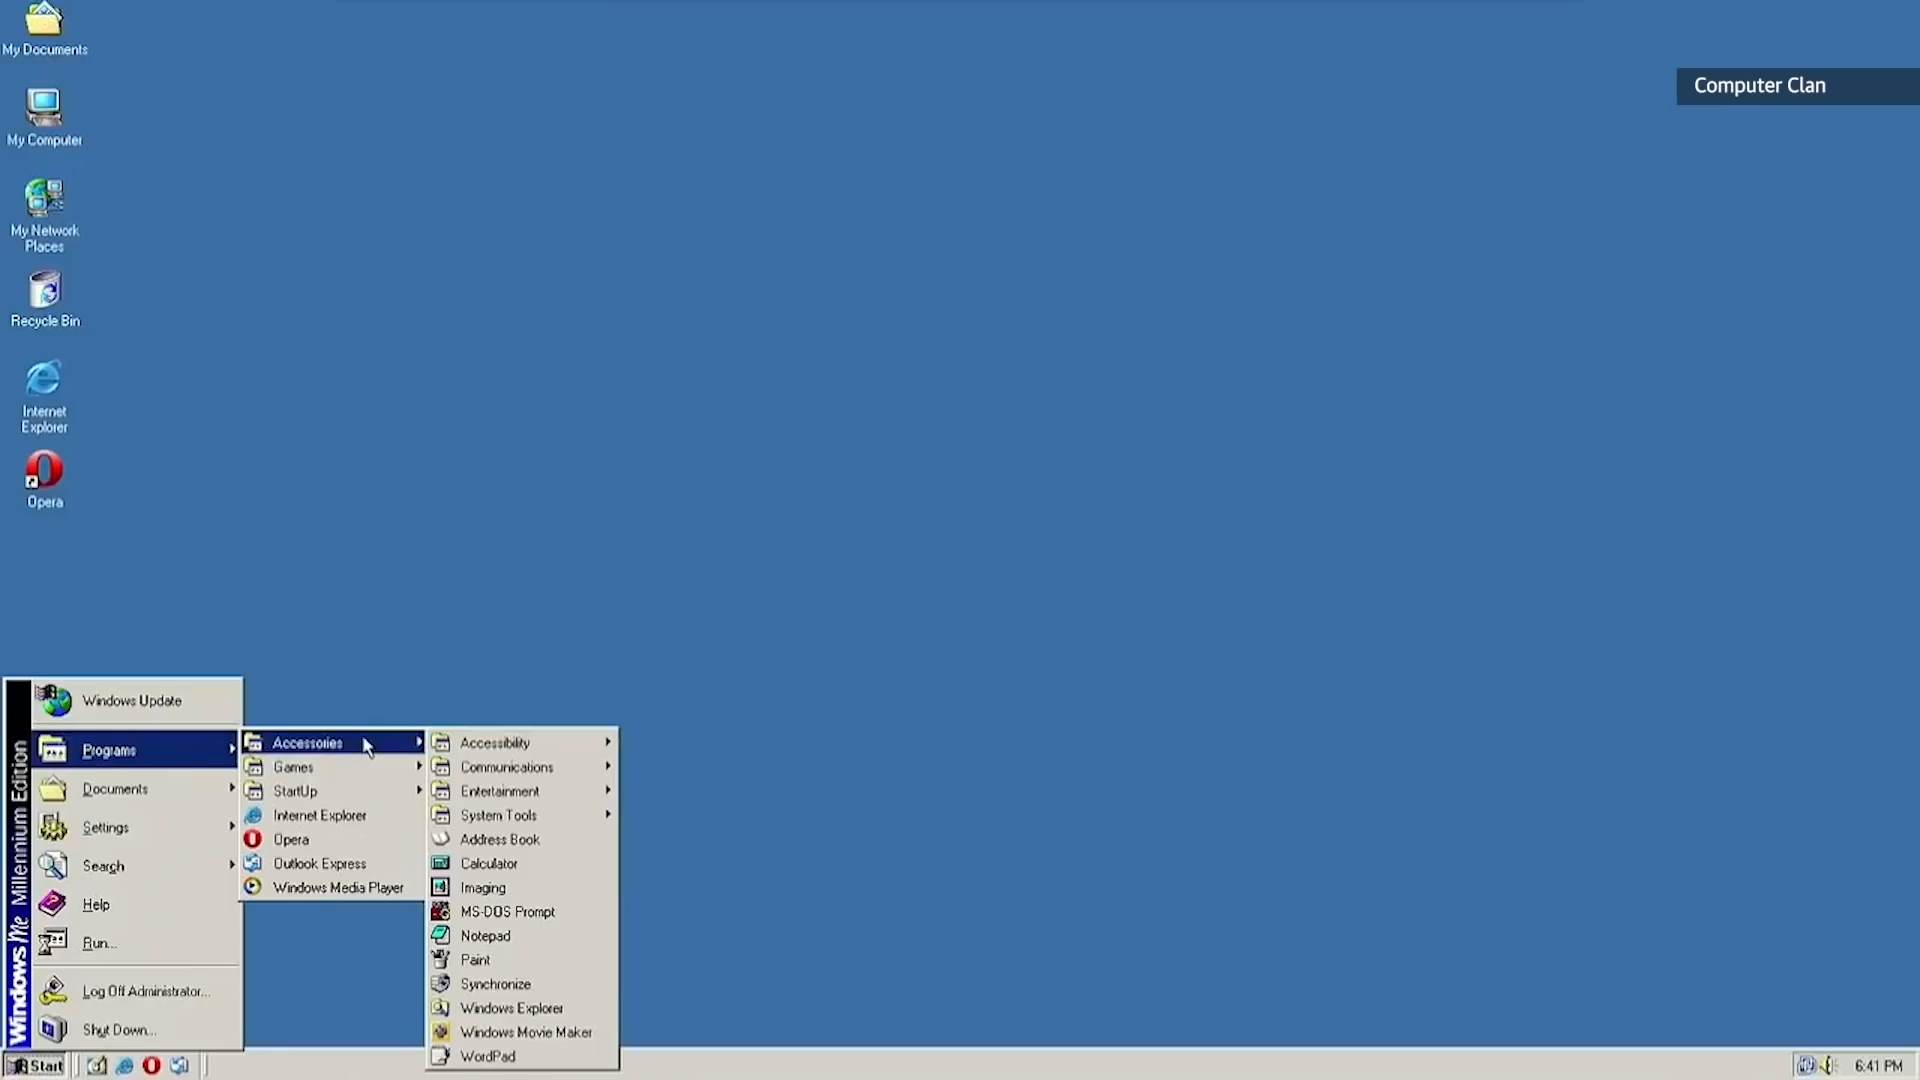 My Documents
Computer Clan
My Computer
My Network
Places
Recycle Bin
Internet
Explorer
Opera
Windows Update
Programs
Documents
Settings
Search
Help
Run...
Log Off Administrator...
Shut Down...
Windows Me Millennium Edition
Accessories
Games
StartUp
Internet Explorer
Opera
Outlook Express
Windows Media Player
Accessibility
Communications
Entertainment
System Tools
Address Book
Calculator
Imaging
MS-DOS Prompt
Notepad
Paint
Synchronize
Windows Explorer
Windows Movie Maker
WordPad
Start
6:41 PM